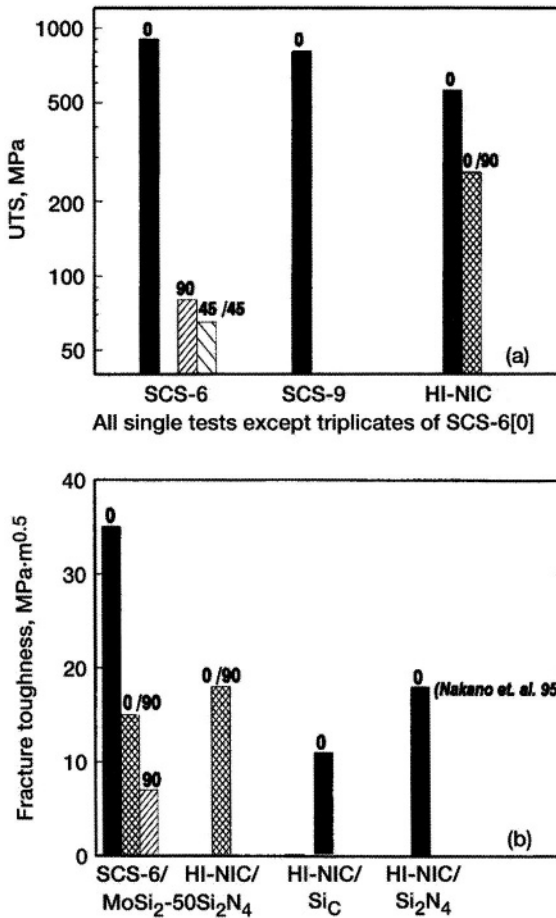 1000
500
200
100
50
UTS, MPa
0
90
45 /45
0
0
0 /90
(a)
SCS-6 SCS-9 HI-NIC
All single tests except triplicates of SCS-6[0]
40
30
20
10
0
Fracture toughness, MPa·m0.5
0
0 /90
90
0 /90
0
0
(Nakano et. al. 95
(b)
SCS-6/ HI-NIC/ HI-NIC/ HI-NIC/
MoSi2-50Si2N4 SiC Si2N4